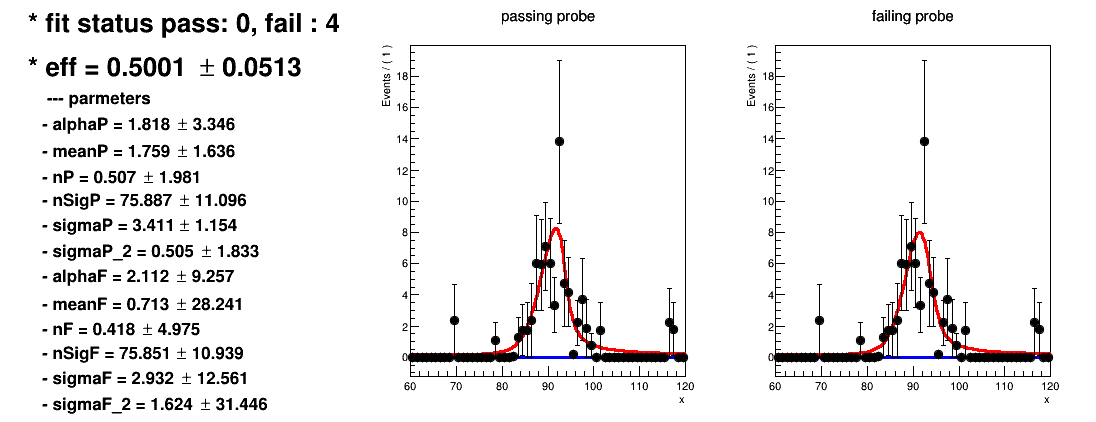 * fit status pass: 0, fail : 4
* eff = 0.5001 ± 0.0513
--- parmeters
- alphaP = 1.818 ± 3.346
- meanP = 1.759 ± 1.636
- nP = 0.507 ± 1.981
- nSigP = 75.887 ± 11.096
- sigmaP = 3.411 ± 1.154
- sigmaP_2 = 0.505 ± 1.833
- alphaF = 2.112 ± 9.257
- meanF = 0.713 ± 28.241
- nF = 0.418 ± 4.975
- nSigF = 75.851 ± 10.939
- sigmaF = 2.932 ± 12.561
- sigmaF_2 = 1.624 ± 31.446
passing probe
Events / ( 1 )
18
16
14
12
10
8
6
4
2
0
60 70 80 90 100 110 120
x
failing probe
Events / ( 1 )
18
16
14
12
10
8
6
4
2
0
60 70 80 90 100 110 120
x